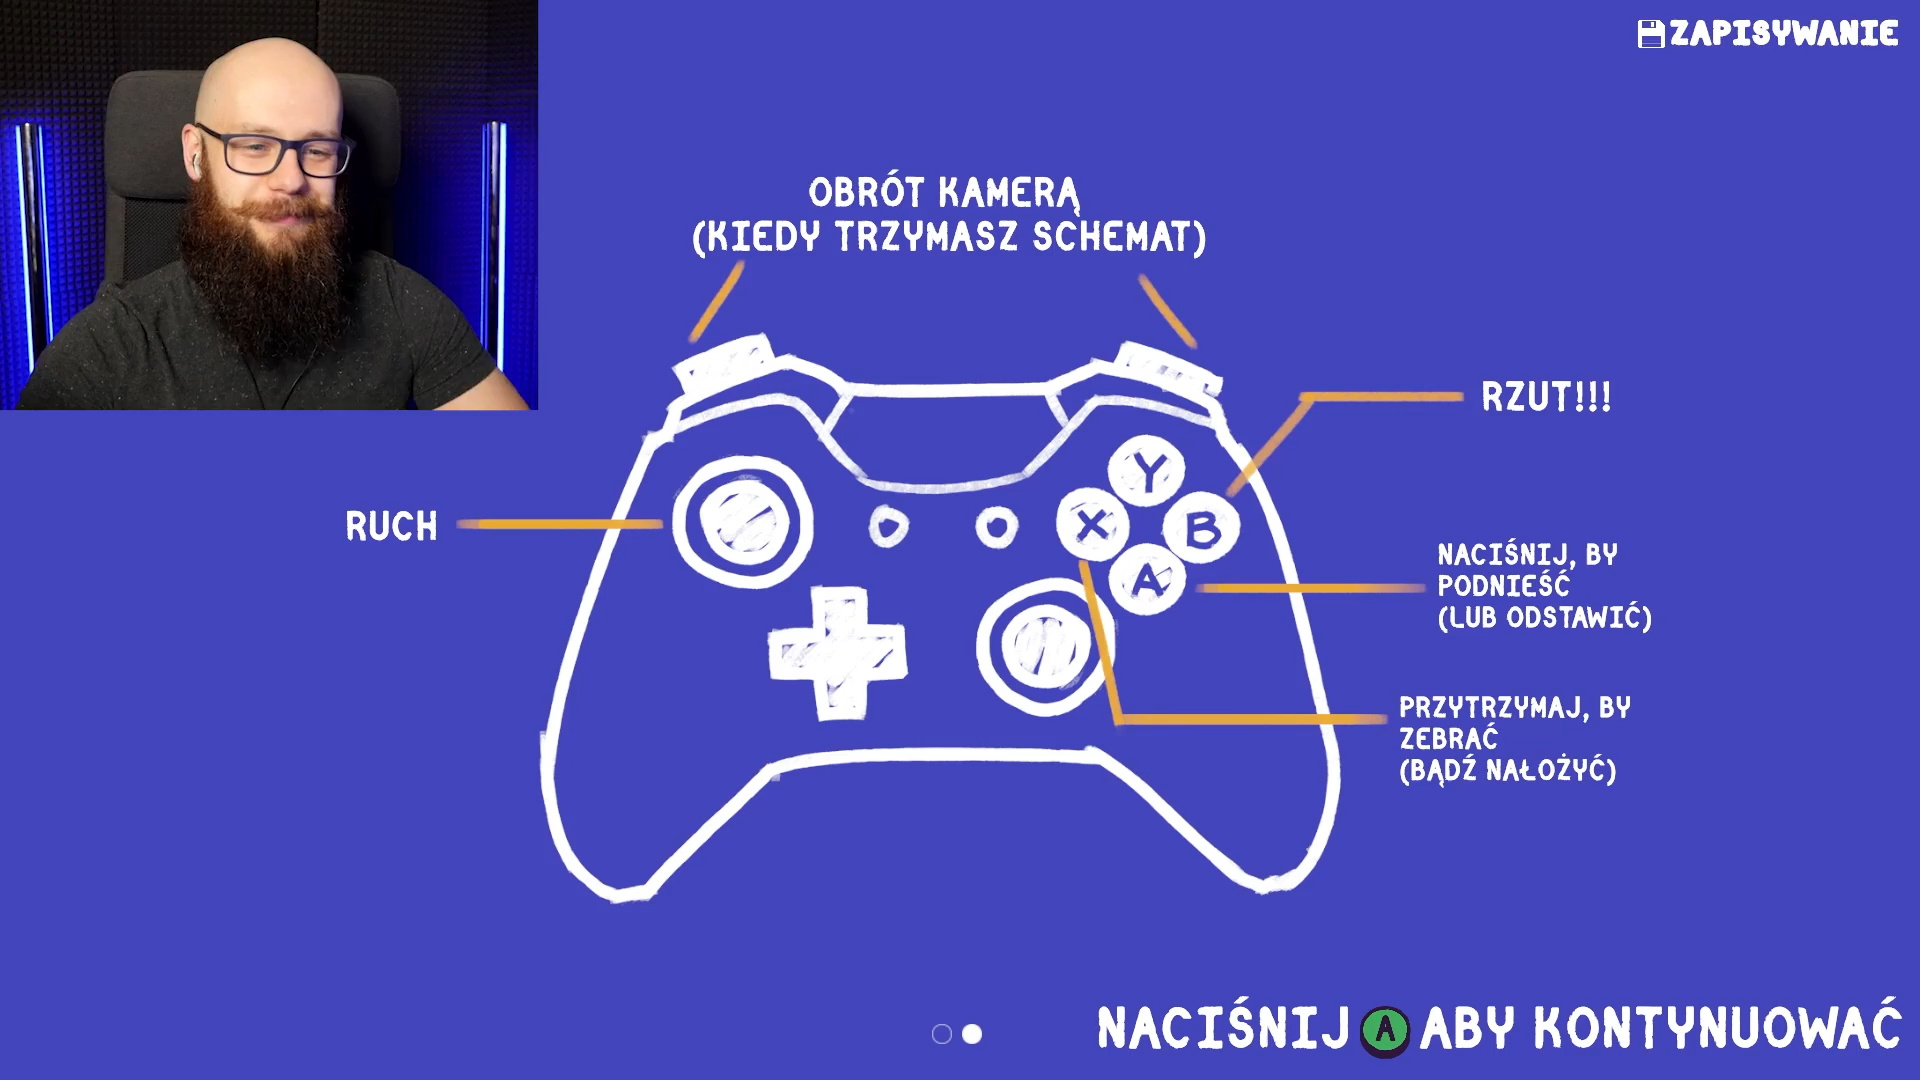 ZAPISYWANIE
OBRÓT KAMERĄ
(KIEDY TRZYMASZ SCHEMAT)
RZUT!!!
RUCH
Y
X
B
A
NACIŚNIJ, BY
PODNIEŚĆ
(LUB ODSTAWIĆ)
PRZYTRZYMAJ, BY
ZEBRAĆ
(BĄDŹ NAŁOŻYĆ)
NACIŚNIJ A ABY KONTYNUOWAĆ